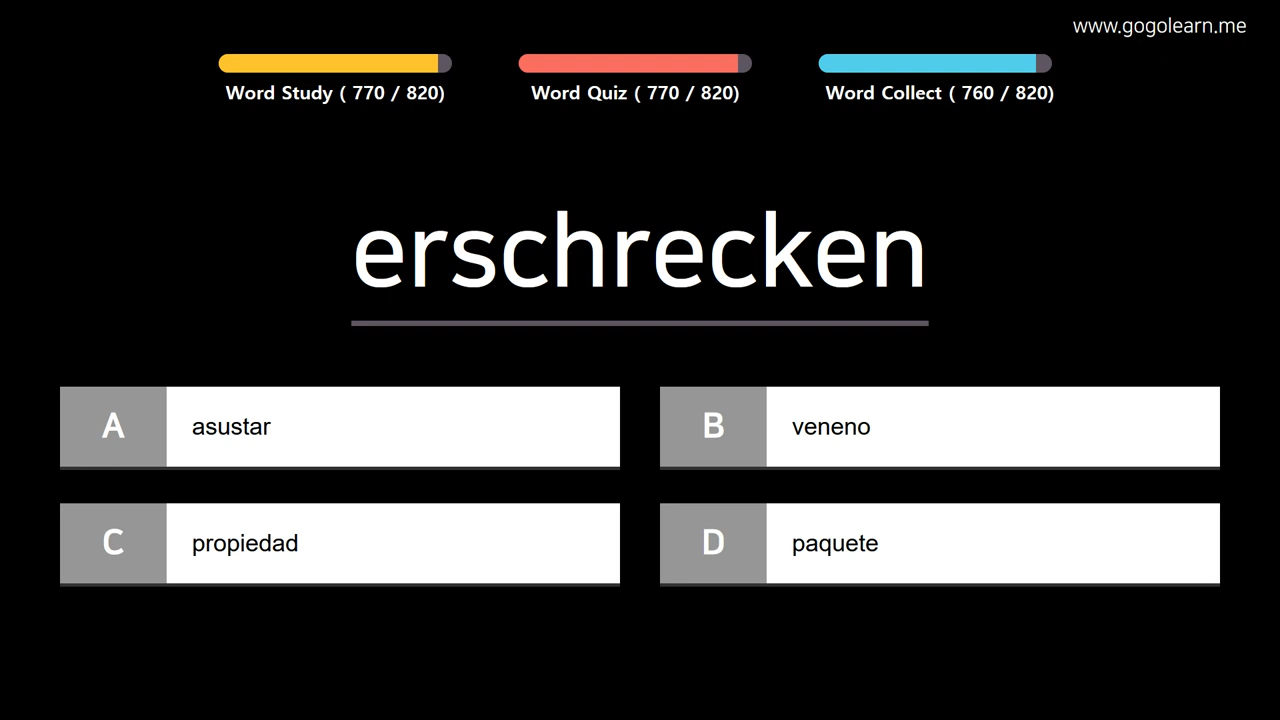 www.gogolearn.me
Word Study ( 770 / 820)
Word Quiz ( 770 / 820)
Word Collect ( 760 / 820)
erschrecken
A asustar
B veneno
C propiedad
D paquete